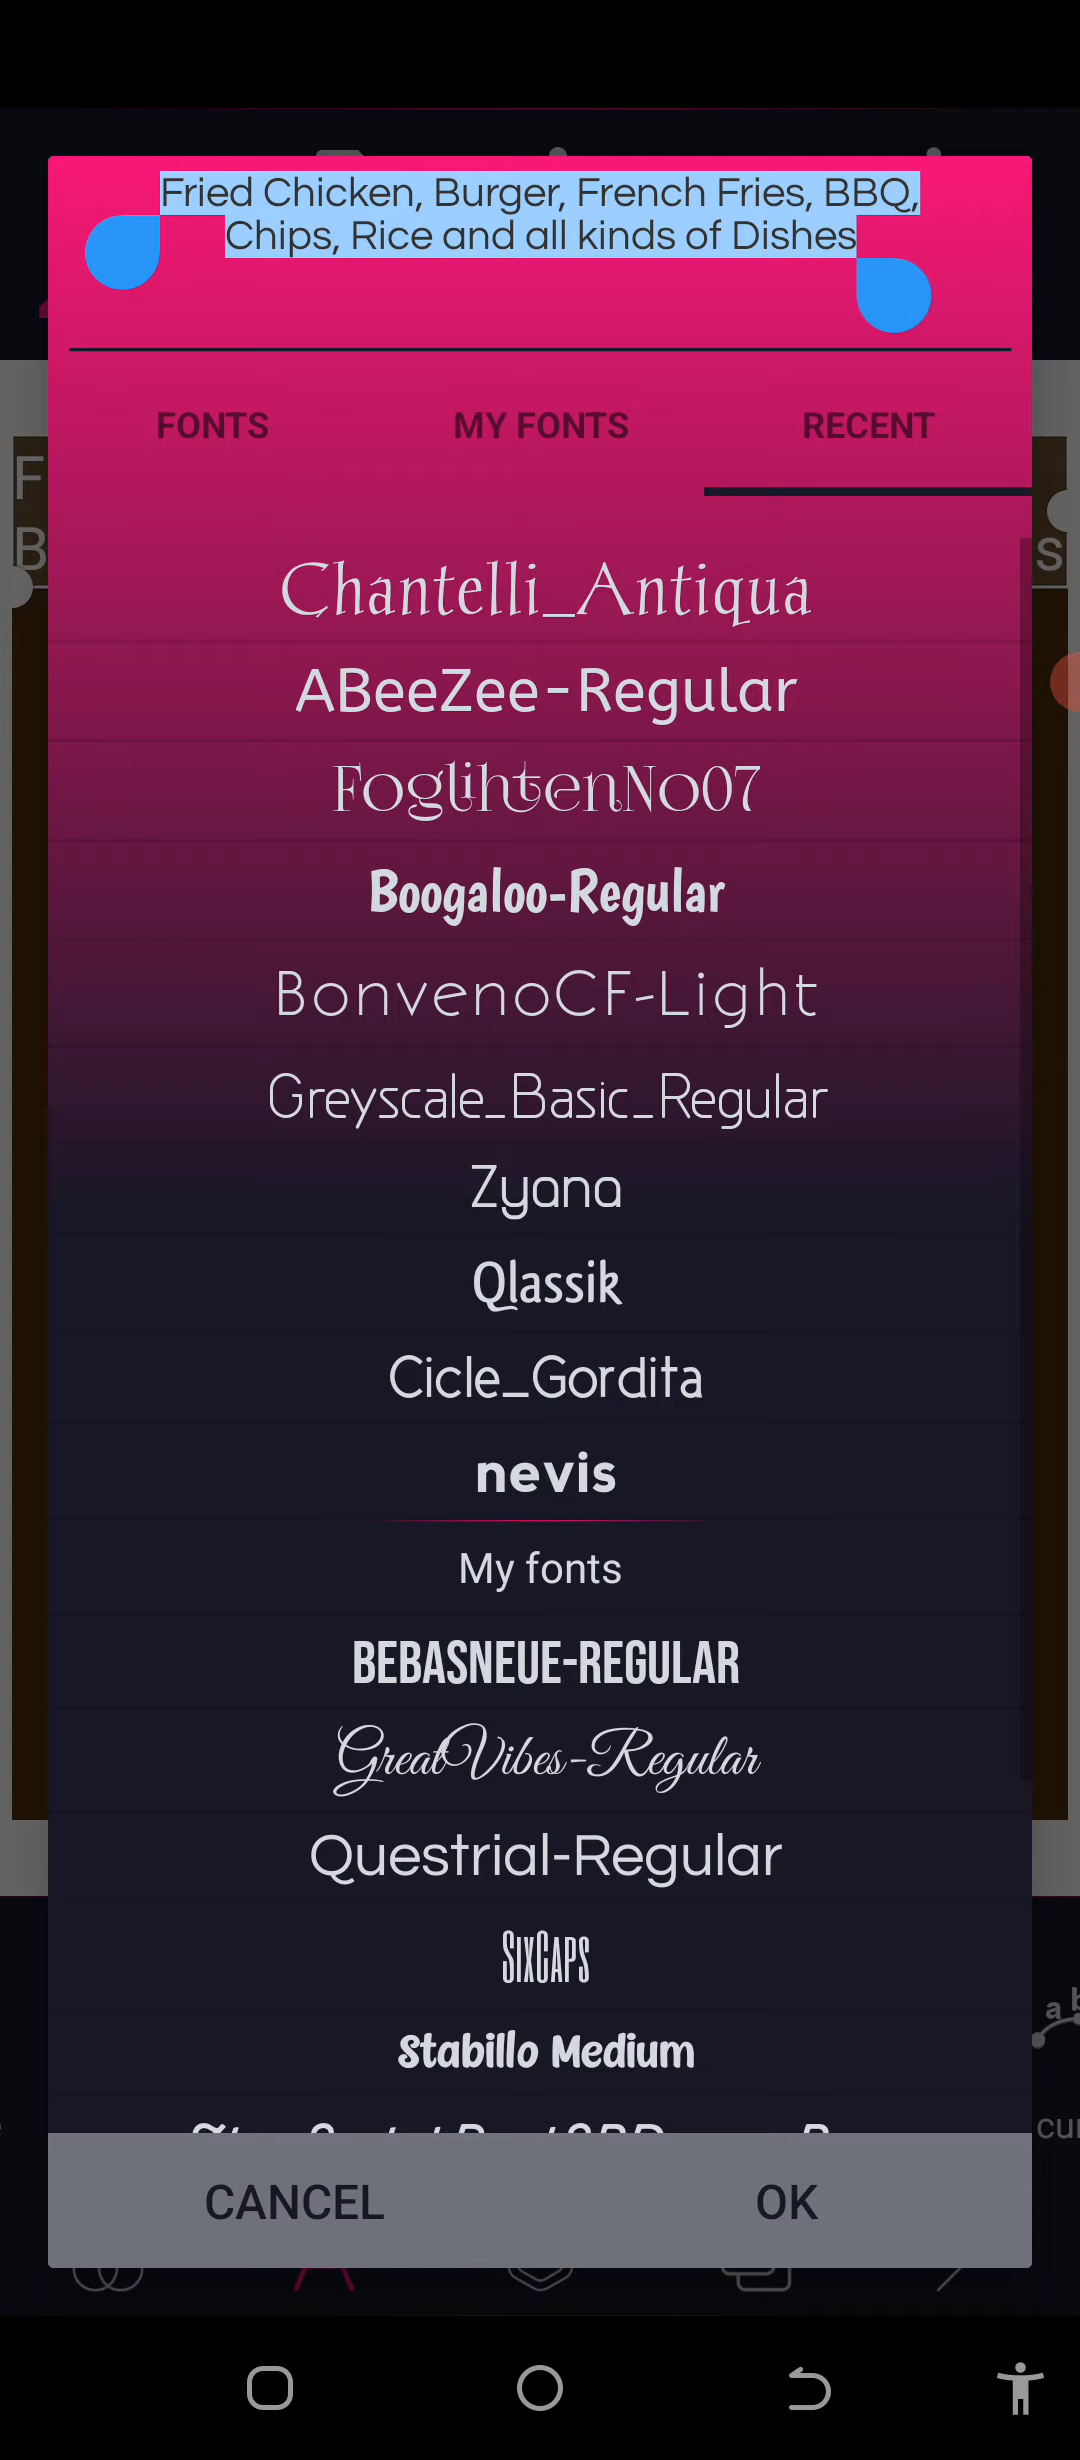 Fried Chicken, Burger, French Fries, BBQ,
Chips, Rice and all kinds of Dishes
FONTS
MY FONTS
RECENT
F
B
s
Chantelli_Antiqua
ABeeZee-Regular
FoglihtenNo07
Boogaloo-Regular
BonvenoCF-Light
Greyscale_Basic_Regular
Zyana
Qlassik
Cicle_Gordita
nevis
My fonts
BEBASNEUE-REGULAR
GreatVibes-Regular
Questrial-Regular
SIXCAPS
Stabillo Medium
a b
cur
CANCEL
OK